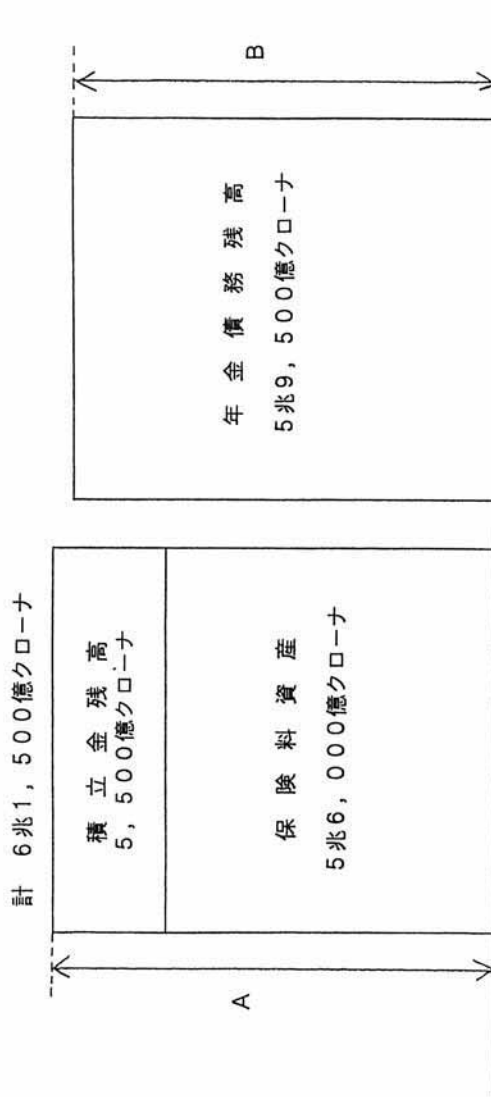 計 6兆1,500億クローナ
A
積立金残高
5,500億クローナ
保険料資産
5兆6,000億クローナ
年金債務残高
5兆9,500億クローナ
B